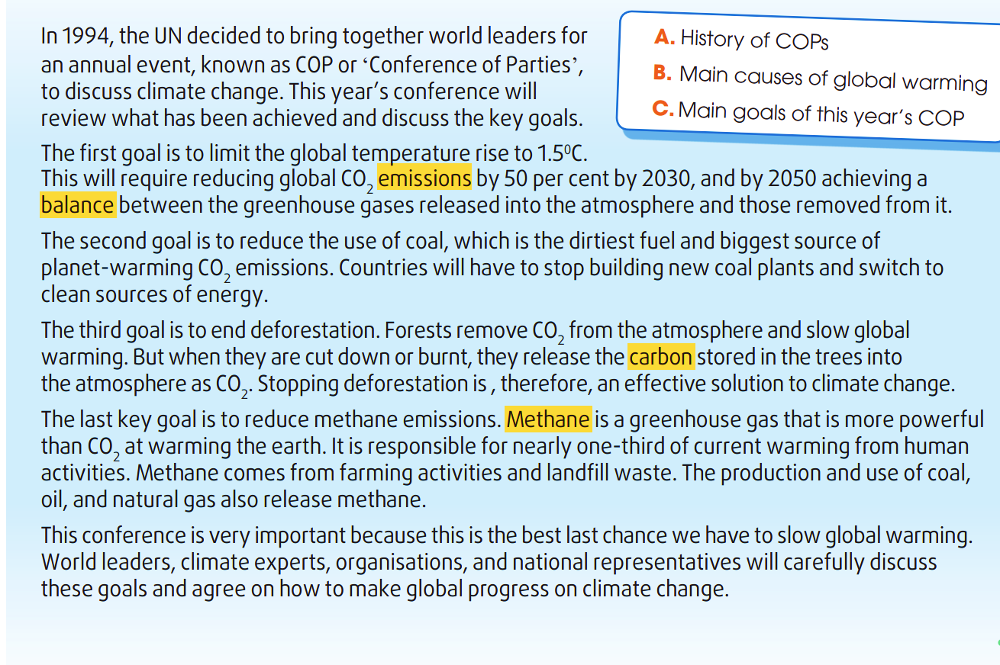 In 1994, the UN decided to bring together world leaders for
an annual event, known as COP or ‘Conference of Parties’,
to discuss climate change. This year’s conference will
review what has been achieved and discuss the key goals.
A. History of COPs
B. Main causes of global warming
C. Main goals of this year’s COP
The first goal is to limit the global temperature rise to 1.5⁰C.
This will require reducing global CO₂ emissions by 50 per cent by 2030, and by 2050 achieving a
balance between the greenhouse gases released into the atmosphere and those removed from it.
The second goal is to reduce the use of coal, which is the dirtiest fuel and biggest source of
planet-warming CO₂ emissions. Countries will have to stop building new coal plants and switch to
clean sources of energy.
The third goal is to end deforestation. Forests remove CO₂ from the atmosphere and slow global
warming. But when they are cut down or burnt, they release the carbon stored in the trees into
the atmosphere as CO₂. Stopping deforestation is , therefore, an effective solution to climate change.
The last key goal is to reduce methane emissions. Methane is a greenhouse gas that is more powerful
than CO₂ at warming the earth. It is responsible for nearly one-third of current warming from human
activities. Methane comes from farming activities and landfill waste. The production and use of coal,
oil, and natural gas also release methane.
This conference is very important because this is the best last chance we have to slow global warming.
World leaders, climate experts, organisations, and national representatives will carefully discuss
these goals and agree on how to make global progress on climate change.